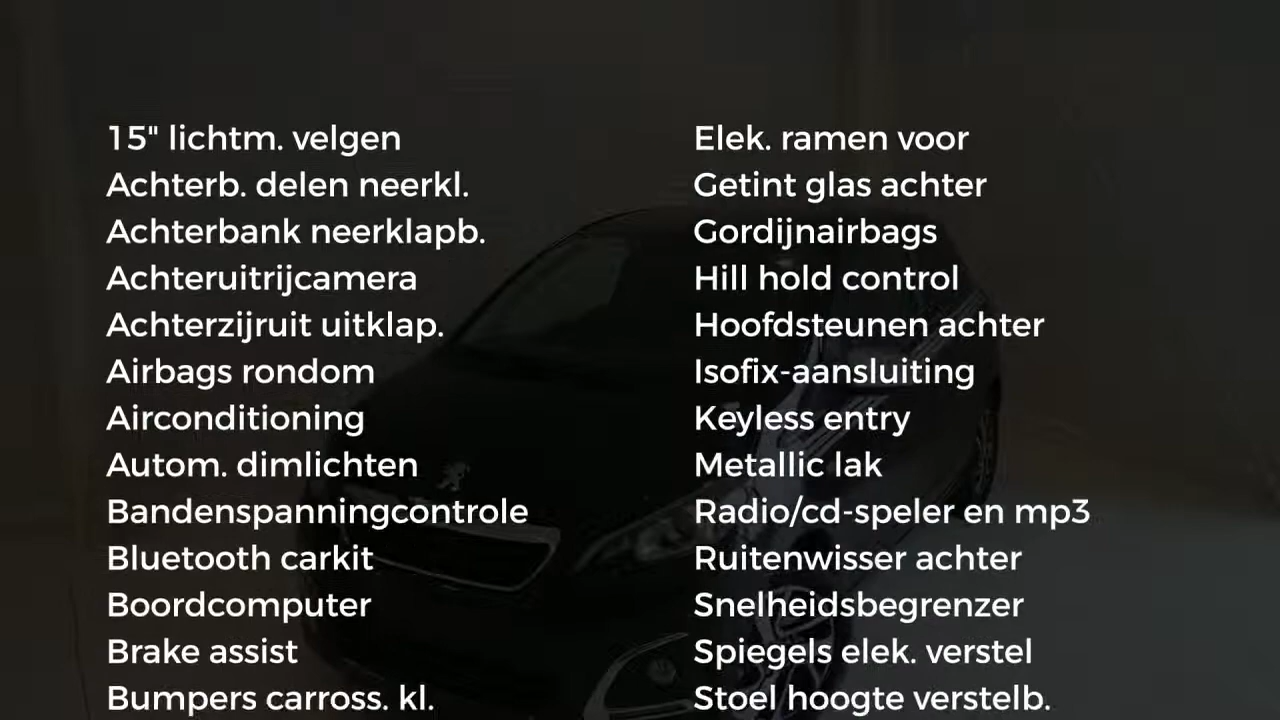 15" lichtm. velgen
Achterb. delen neerkl.
Achterbank neerklapb.
Achteruitrijcamera
Achterzijruit uitklap.
Airbags rondom
Airconditioning
Autom. dimlichten
Bandenspanningcontrole
Bluetooth carkit
Boordcomputer
Brake assist
Bumpers carross. kl.
Elek. ramen voor
Getint glas achter
Gordijnairbags
Hill hold control
Hoofdsteunen achter
Isofix-aansluiting
Keyless entry
Metallic lak
Radio/cd-speler en mp3
Ruitenwisser achter
Snelheidsbegrenzer
Spiegels elek. verstel
Stoel hoogte verstelb.